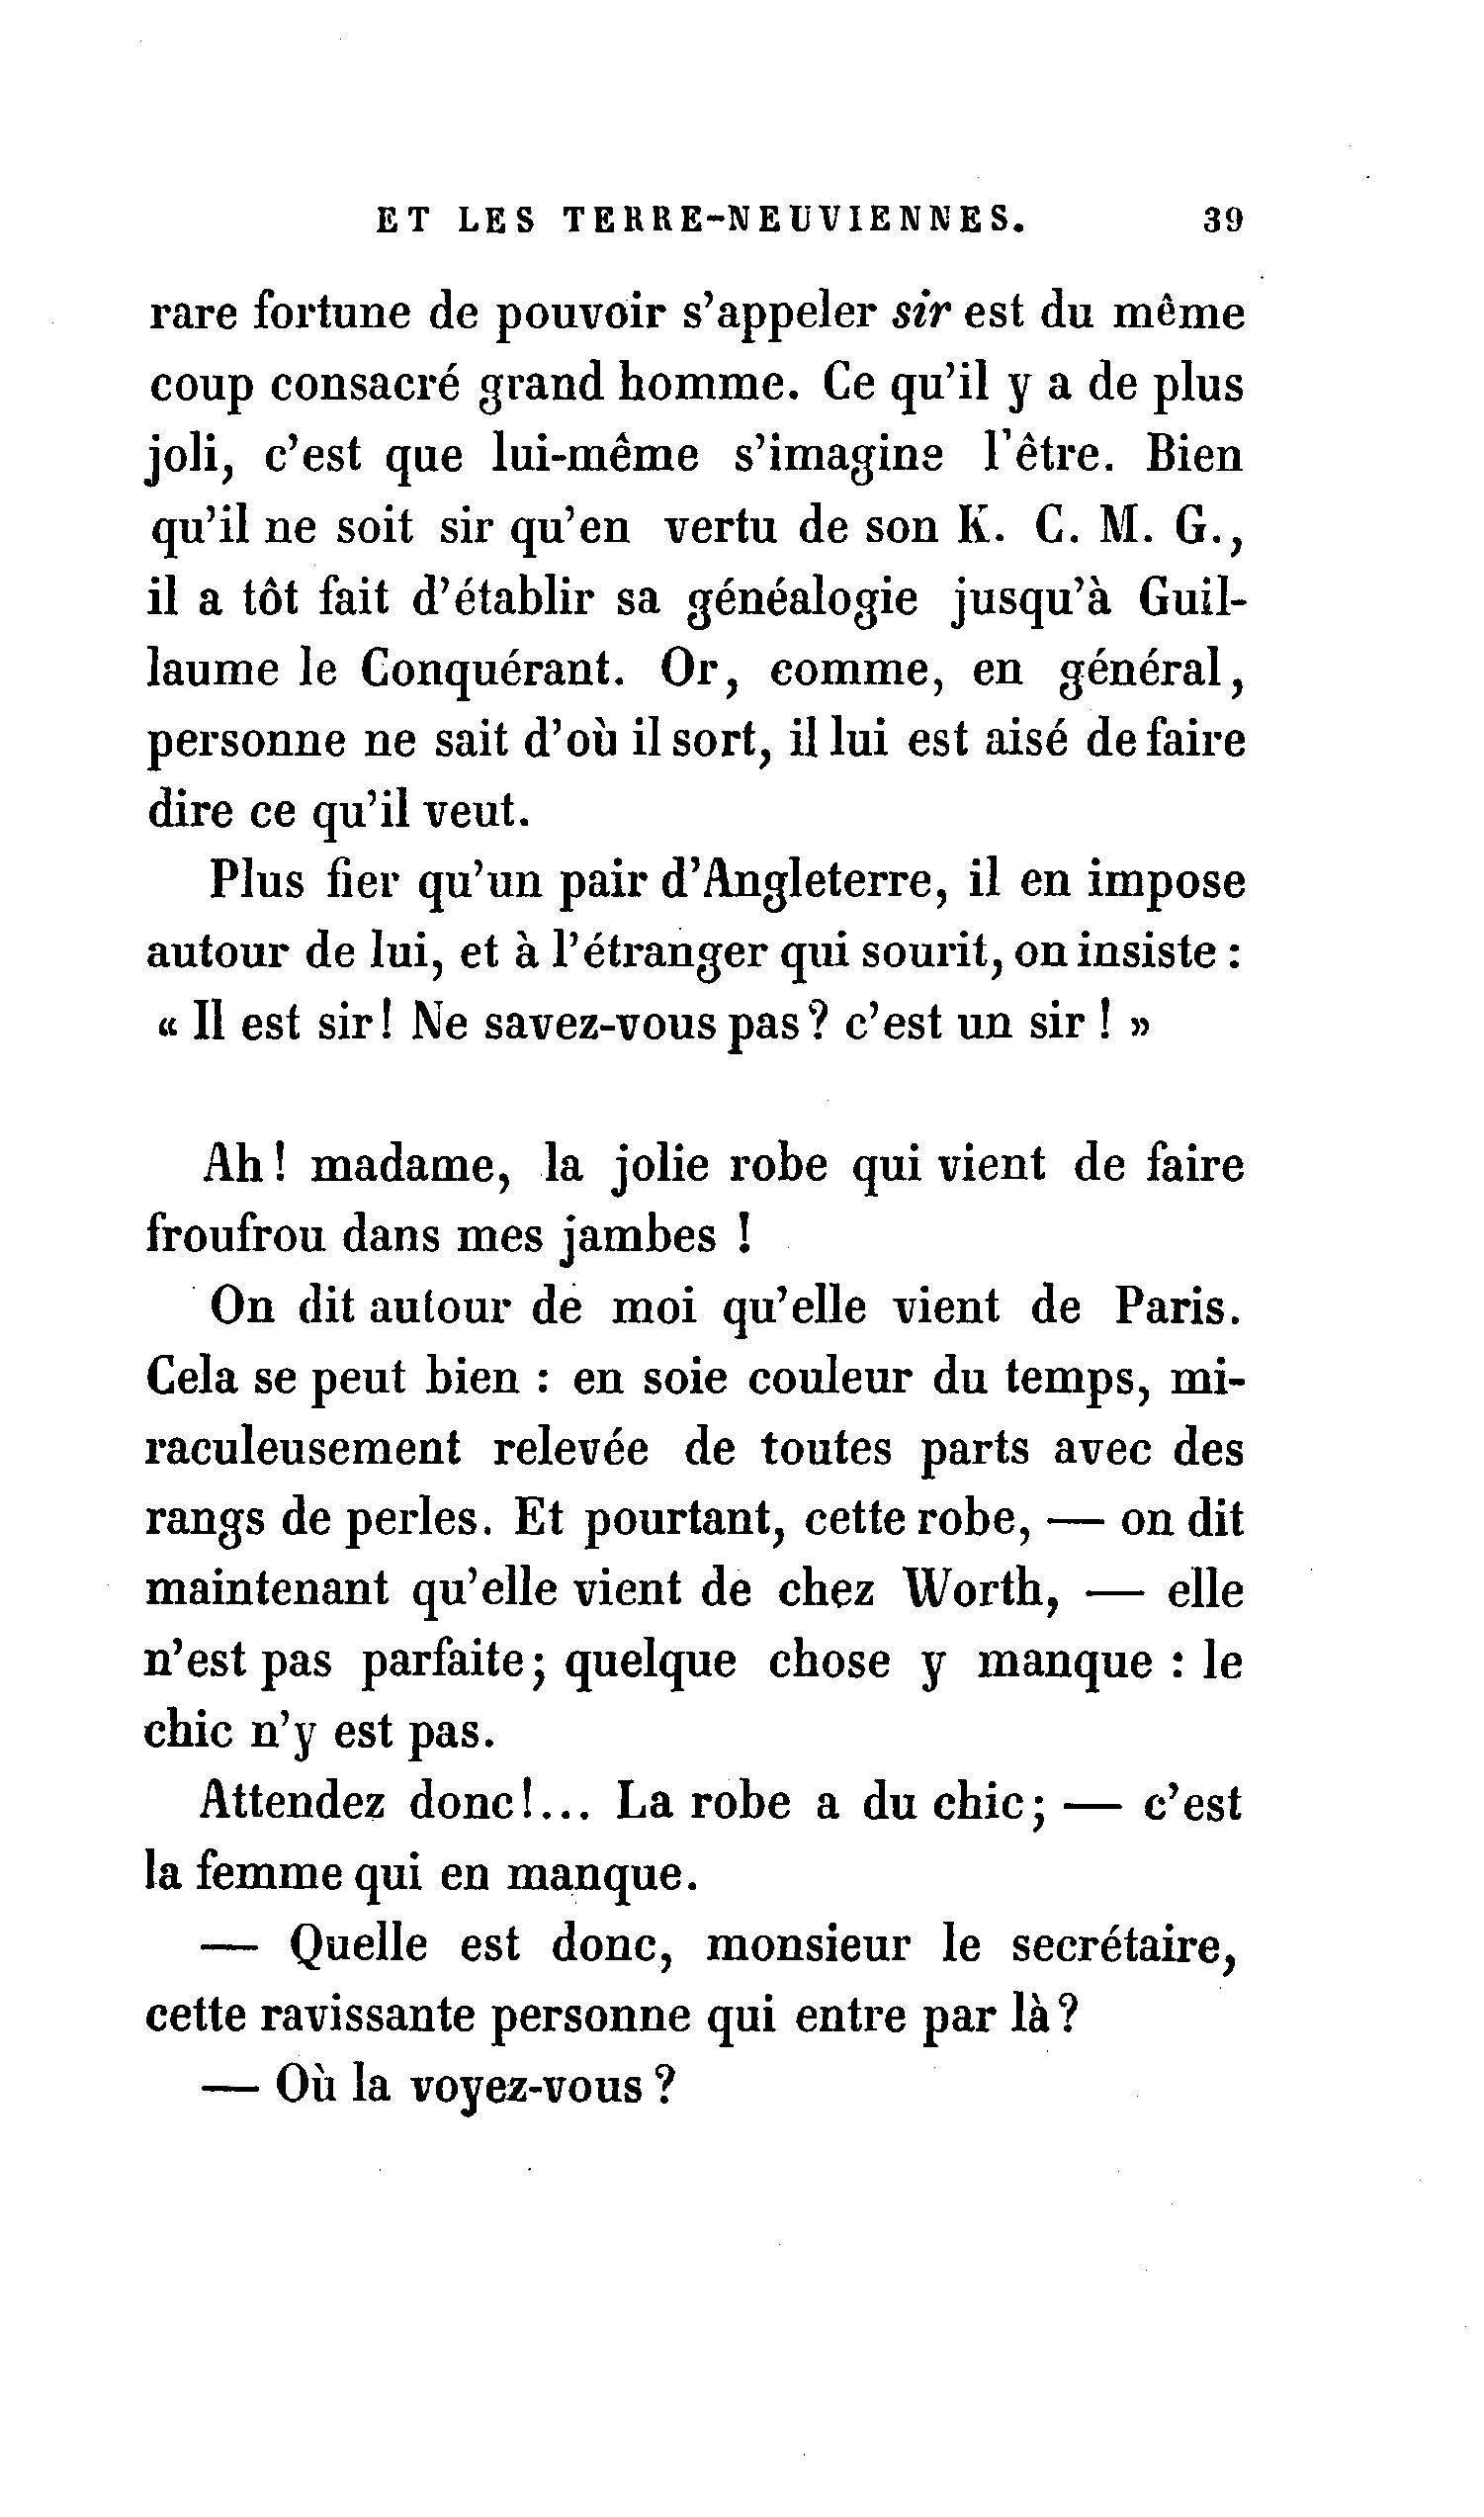 ET LES TERRE-NEUVIENNES. 39
rare fortune de pouvoir s'appeler sir est du même
coup consacré grand homme. Ce qu'il y a de plus
joli, c'est que lui-même s'imagine l'être. Bien
qu'il ne soit sir qu'en vertu de son K. C. M. G.,
il a tôt fait d'établir sa généalogie jusqu'à Guil-
laume le Conquérant. Or, comme, en général,
personne ne sait d'où il sort, il lui est aisé de faire
dire ce qu'il veut.
Plus fier qu'un pair d'Angleterre, il en impose
autour de lui, et à l'étranger qui sourit, on insiste :
« Il est sir! Ne savez-vous pas? c'est un sir ! »
Ah! madame, la jolie robe qui vient de faire
froufrou dans mes jambes !
On dit autour de moi qu'elle vient de Paris.
Cela se peut bien : en soie couleur du temps, mi-
raculeusement relevée de toutes parts avec des
rangs de perles. Et pourtant, cette robe, — on dit
maintenant qu'elle vient de chez Worth, — elle
n'est pas parfaite; quelque chose y manque : le
chic n'y est pas.
Attendez donc!... La robe a du chic; — c'est
la femme qui en manque.
— Quelle est donc, monsieur le secrétaire,
cette ravissante personne qui entre par là?
— Où la voyez-vous ?